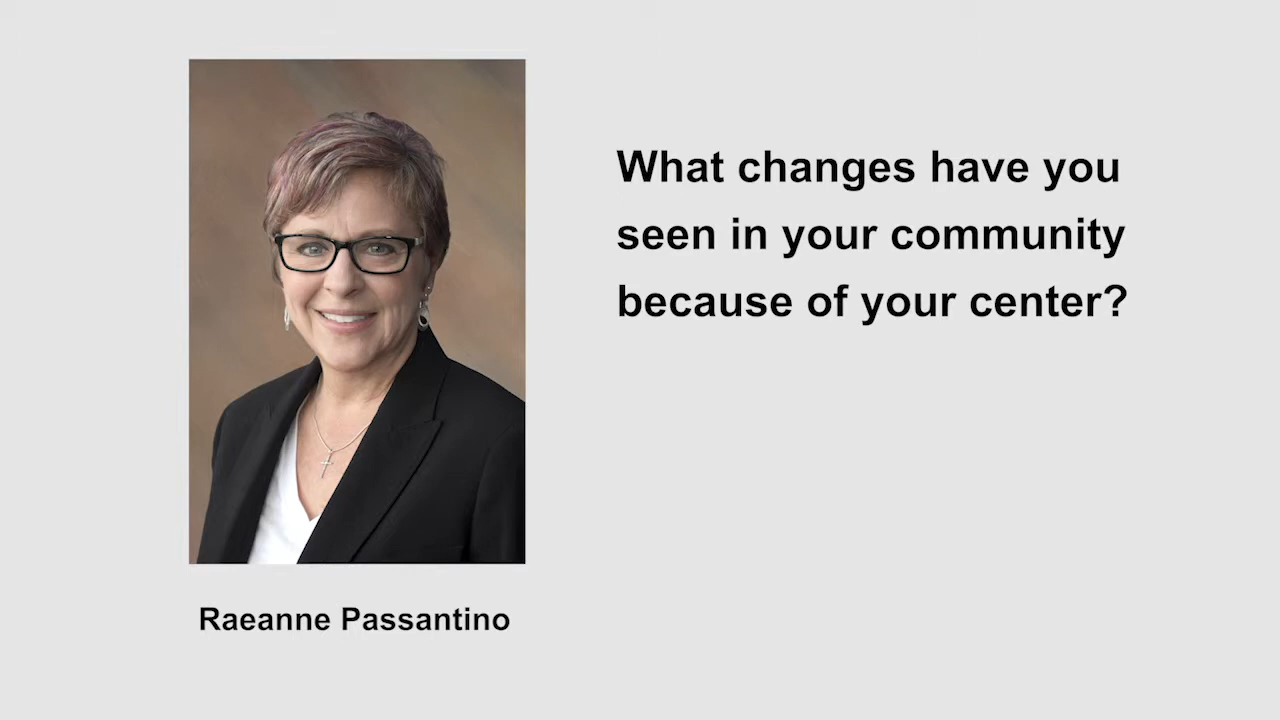 What changes have you
seen in your community
because of your center?
Raeanne Passantino